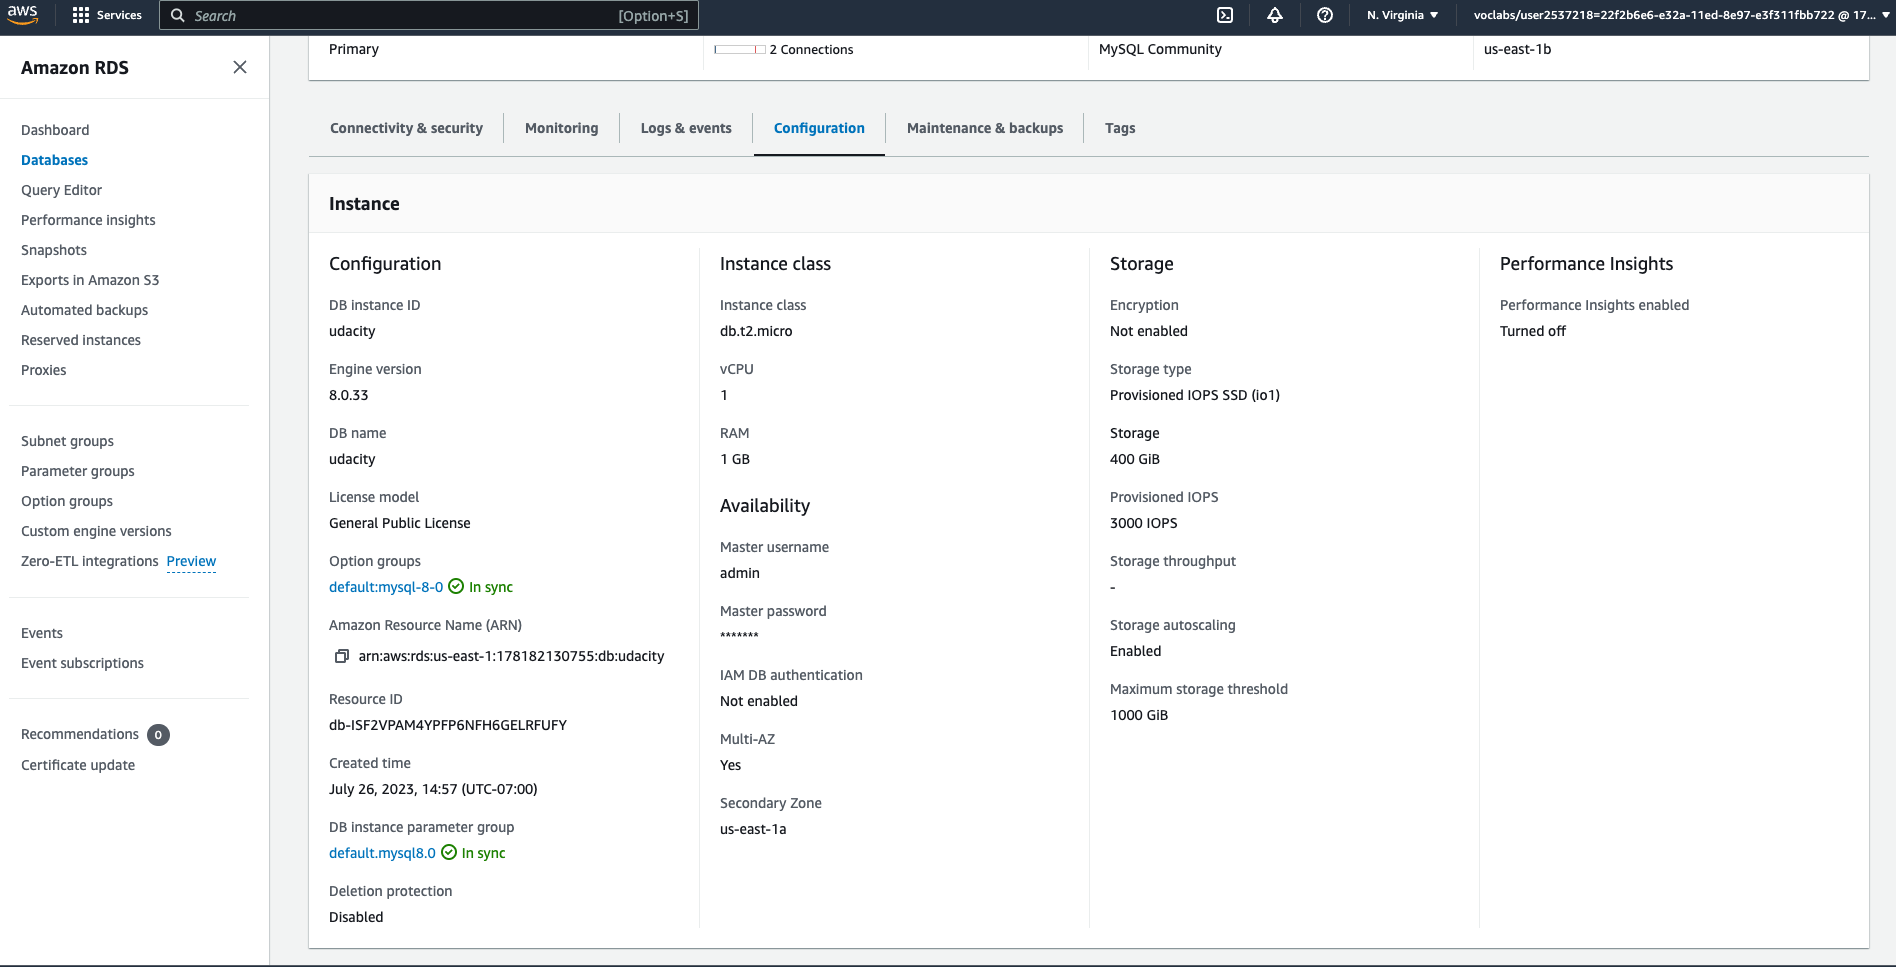 aws Services Search [Option+S] N. Virginia voclabs/user2537218=22f2b6e6-e32a-11ed-8e97-e3f311fbb722 @ 17...
Amazon RDS
Dashboard
Databases
Query Editor
Performance insights
Snapshots
Exports in Amazon S3
Automated backups
Reserved instances
Proxies
Subnet groups
Parameter groups
Option groups
Custom engine versions
Zero-ETL integrations Preview
Events
Event subscriptions
Recommendations 0
Certificate update
Primary 2 Connections MySQL Community us-east-1b
Connectivity & security Monitoring Logs & events Configuration Maintenance & backups Tags
Instance
Configuration
DB instance ID
udacity
Engine version
8.0.33
DB name
udacity
License model
General Public License
Option groups
default:mysql-8-0 In sync
Amazon Resource Name (ARN)
arn:aws:rds:us-east-1:178182130755:db:udacity
Resource ID
db-ISF2VPAM4YPFP6NFH6GELRFUFY
Created time
July 26, 2023, 14:57 (UTC-07:00)
DB instance parameter group
default.mysql8.0 In sync
Deletion protection
Disabled
Instance class
Instance class
db.t2.micro
vCPU
1
RAM
1 GB
Availability
Master username
admin
Master password
*******
IAM DB authentication
Not enabled
Multi-AZ
Yes
Secondary Zone
us-east-1a
Storage
Encryption
Not enabled
Storage type
Provisioned IOPS SSD (io1)
Storage
400 GiB
Provisioned IOPS
3000 IOPS
Storage throughput
-
Storage autoscaling
Enabled
Maximum storage threshold
1000 GiB
Performance Insights
Performance Insights enabled
Turned off